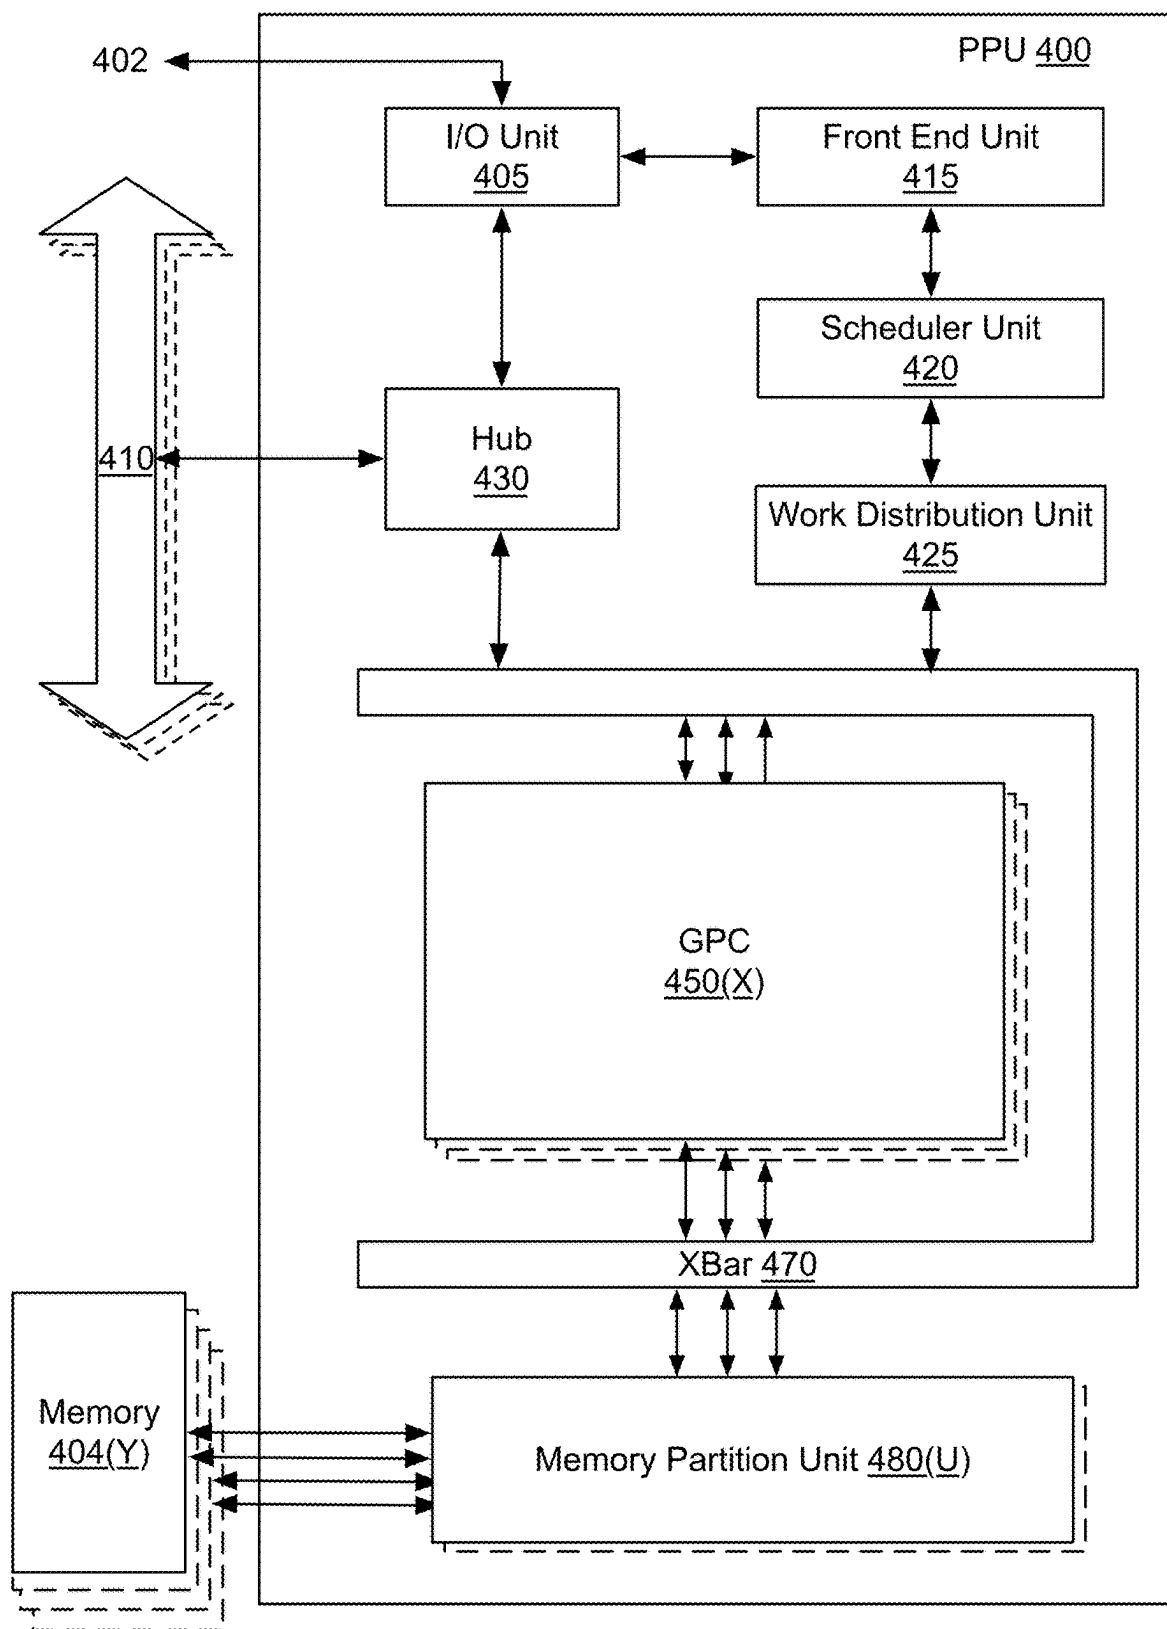 PPU 400
402
I/O Unit
405
Front End Unit
415
Scheduler Unit
420
410
Hub
430
Work Distribution Unit
425
GPC
450(X)
XBar 470
Memory
404(Y)
Memory Partition Unit 480(U)